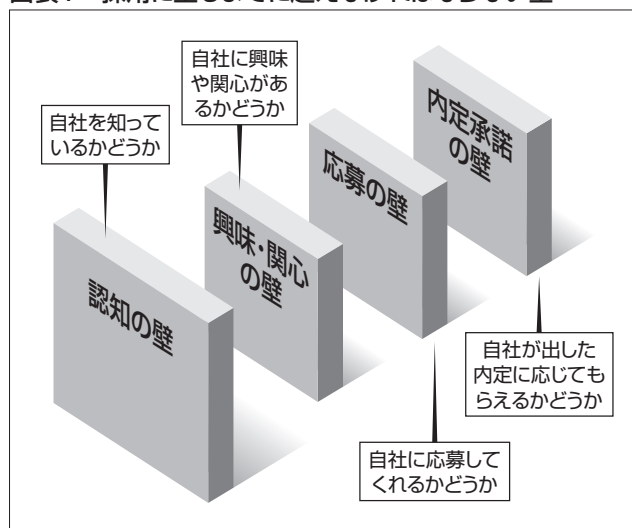 自社を知って
いるかどうか
自社に興味
や関心があ
るかどうか
認知の壁
興味・関心
の壁
応募の壁
内定承諾
の壁
自社に応募して
くれるかどうか
自社が出した
内定に応じても
らえるかどうか